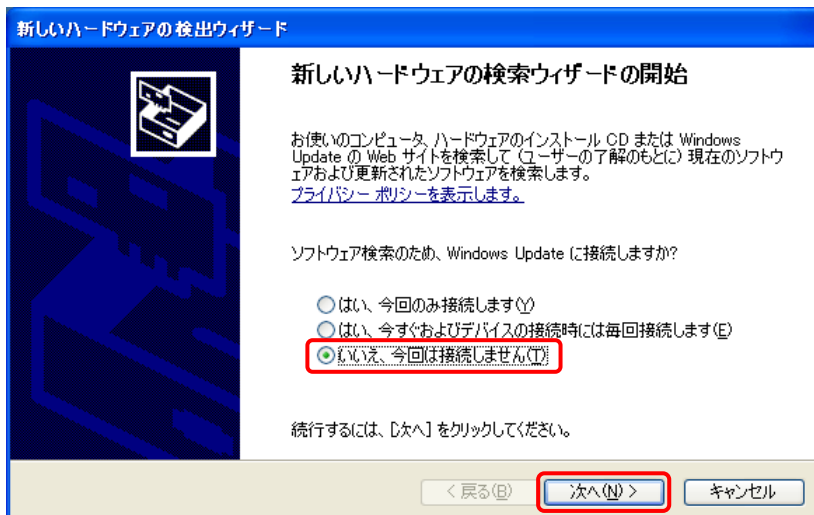 新しいハードウェアの検出ウィザード
新しいハードウェアの検索ウィザードの開始
お使いのコンピュータ、ハードウェアのインストール CD または Windows
Update の Web サイトを検索して (ユーザーの了解のもとに) 現在のソフトウ
ェアおよび更新されたソフトウェアを検索します。
プライバシー ポリシーを表示します。
ソフトウェア検索のため、Windows Update に接続しますか?
はい、今回のみ接続します(Y)
はい、今すぐおよびデバイスの接続時には毎回接続します(E)
いいえ、今回は接続しません(T)
続行するには、[次へ] をクリックしてください。
< 戻る(B)
次へ(N) >
キャンセル